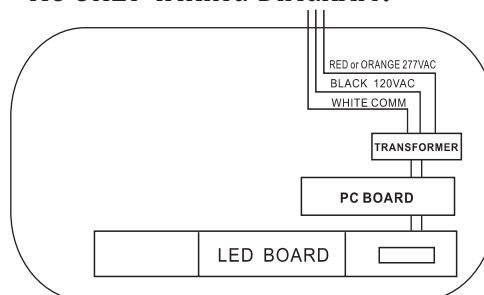 RED or ORANGE 277VAC
BLACK 120VAC
WHITE COMM
TRANSFORMER
PC BOARD
LED BOARD